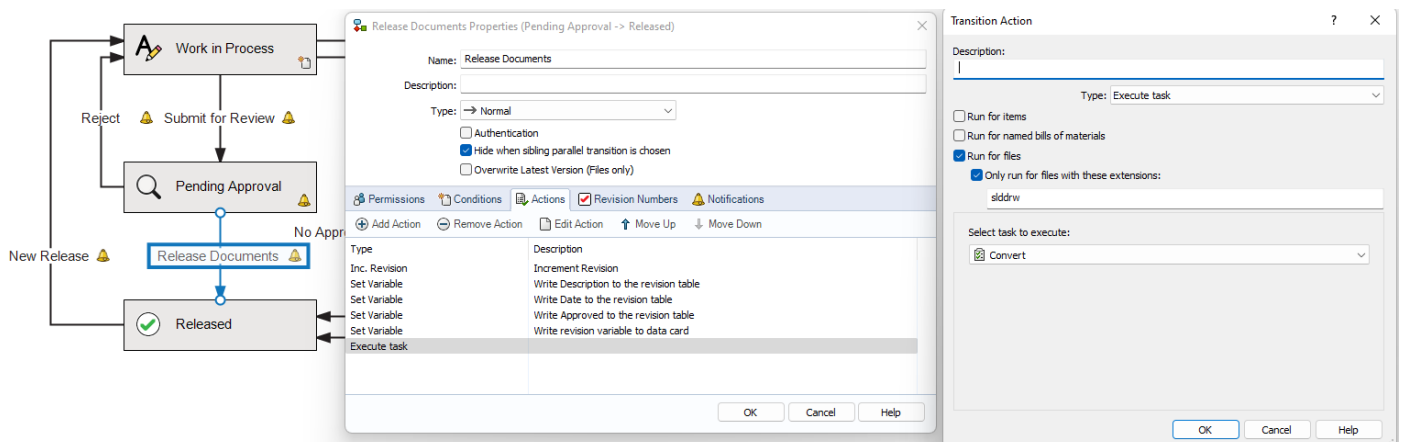 Work in Process
Reject
Submit for Review
Pending Approval
No Appr
New Release
Release Documents
Released
Release Documents Properties (Pending Approval -> Released)
Name: Release Documents
Description:
Type: Normal
Authentication
Hide when sibling parallel transition is chosen
Overwrite Latest Version (Files only)
Permissions Conditions Actions Revision Numbers Notifications
Add Action Remove Action Edit Action Move Up Move Down
Type Description
Inc. Revision Increment Revision
Set Variable Write Description to the revision table
Set Variable Write Date to the revision table
Set Variable Write Approved to the revision table
Set Variable Write revision variable to data card
Execute task
OK Cancel Help
Transition Action ?
Description:
Type: Execute task
Run for items
Run for named bills of materials
Run for files
Only run for files with these extensions:
slddrw
Select task to execute:
Convert
OK Cancel Help